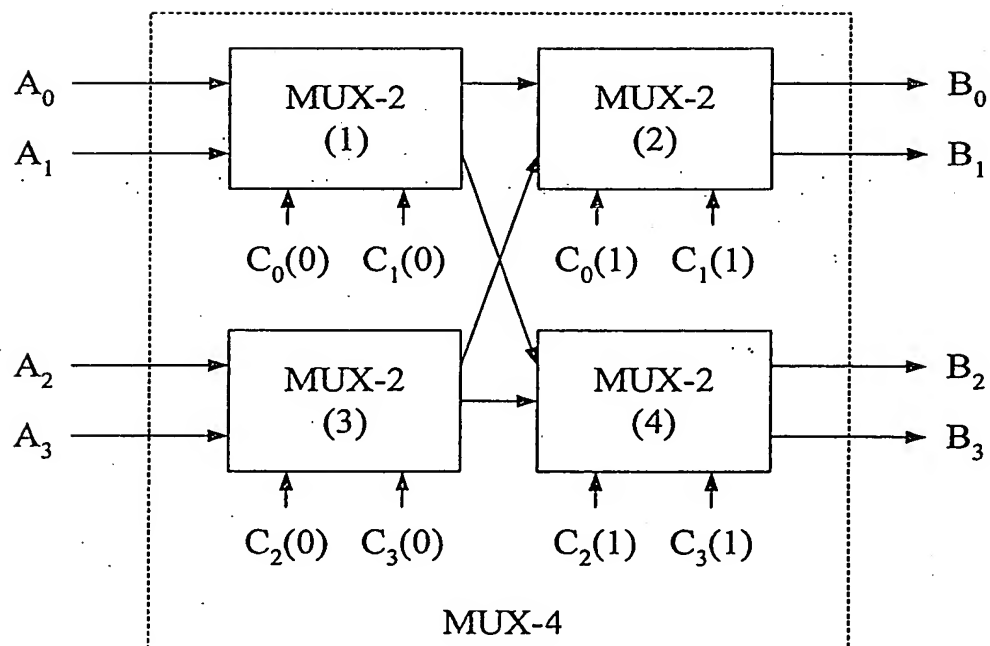 A₀ MUX-2 MUX-2 B₀
A₁ (1) (2) B₁
C₀(0) C₁(0) C₀(1) C₁(1)
A₂ MUX-2 MUX-2 B₂
A₃ (3) (4) B₃
C₂(0) C₃(0) C₂(1) C₃(1)
MUX-4